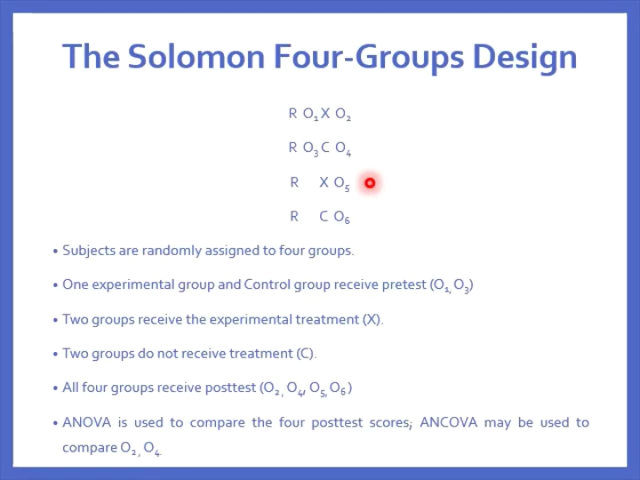 The Solomon Four-Groups Design
R O₁ X O₂
R O₃ C O₄
R X O₅
R C O₆
• Subjects are randomly assigned to four groups.
• One experimental group and Control group receive pretest (O₁, O₃)
• Two groups receive the experimental treatment (X).
• Two groups do not receive treatment (C).
• All four groups receive posttest (O₂ , O₄, O₅, O₆ )
• ANOVA is used to compare the four posttest scores; ANCOVA may be used to
compare O₂ , O₄.